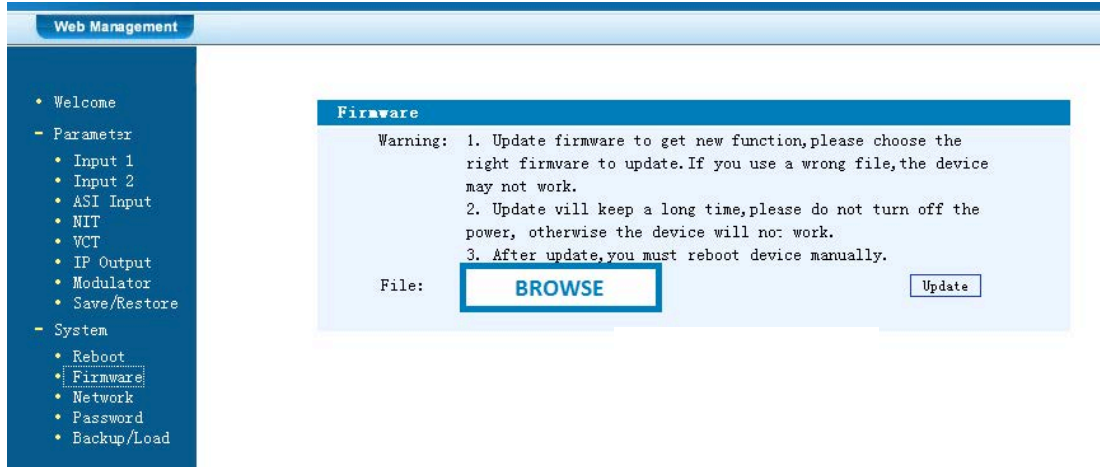 Web Management
Welcome
Parameter
Input 1
Input 2
ASI Input
NIT
VCT
IP Output
Modulator
Save/Restore
System
Reboot
Firmware
Network
Password
Backup/Load
Firmware
Warning: 1. Update firmware to get new function,please choose the
right firmvare to update.If you use a wrong file,the device
may not work.
2. Update vill keep a long time,please do not turn off the
power, otherwise the device will not work.
3. After update,you must reboot device manually.
File: BROWSE Update